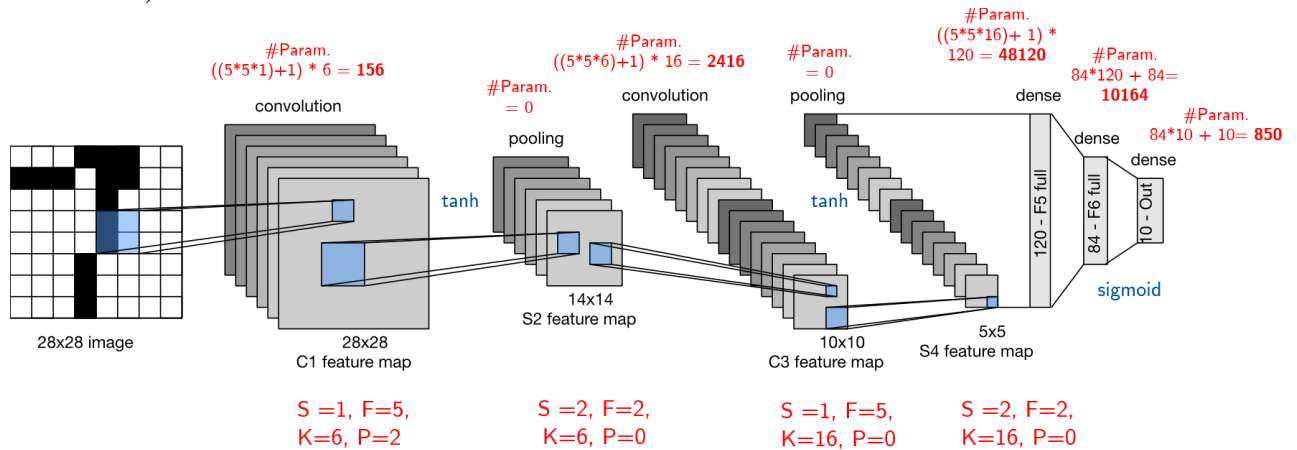 )
#Param.
((5*5*1)+1) * 6 = 156
convolution
#Param.
= 0
pooling
#Param.
((5*5*6)+1) * 16 = 2416
convolution
#Param.
= 0
pooling
#Param.
((5*5*16)+ 1) *
120 = 48120
dense
#Param.
84*120 + 84=
10164
dense
#Param.
84*10 + 10= 850
dense
tanh
tanh
120 - F5 full
84 - F6 full
10 - Out
sigmoid
28x28 image
28x28
C1 feature map
14x14
S2 feature map
10x10
C3 feature map
5x5
S4 feature map
S =1, F=5,
K=6, P=2
S =2, F=2,
K=6, P=0
S =1, F=5,
K=16, P=0
S =2, F=2,
K=16, P=0